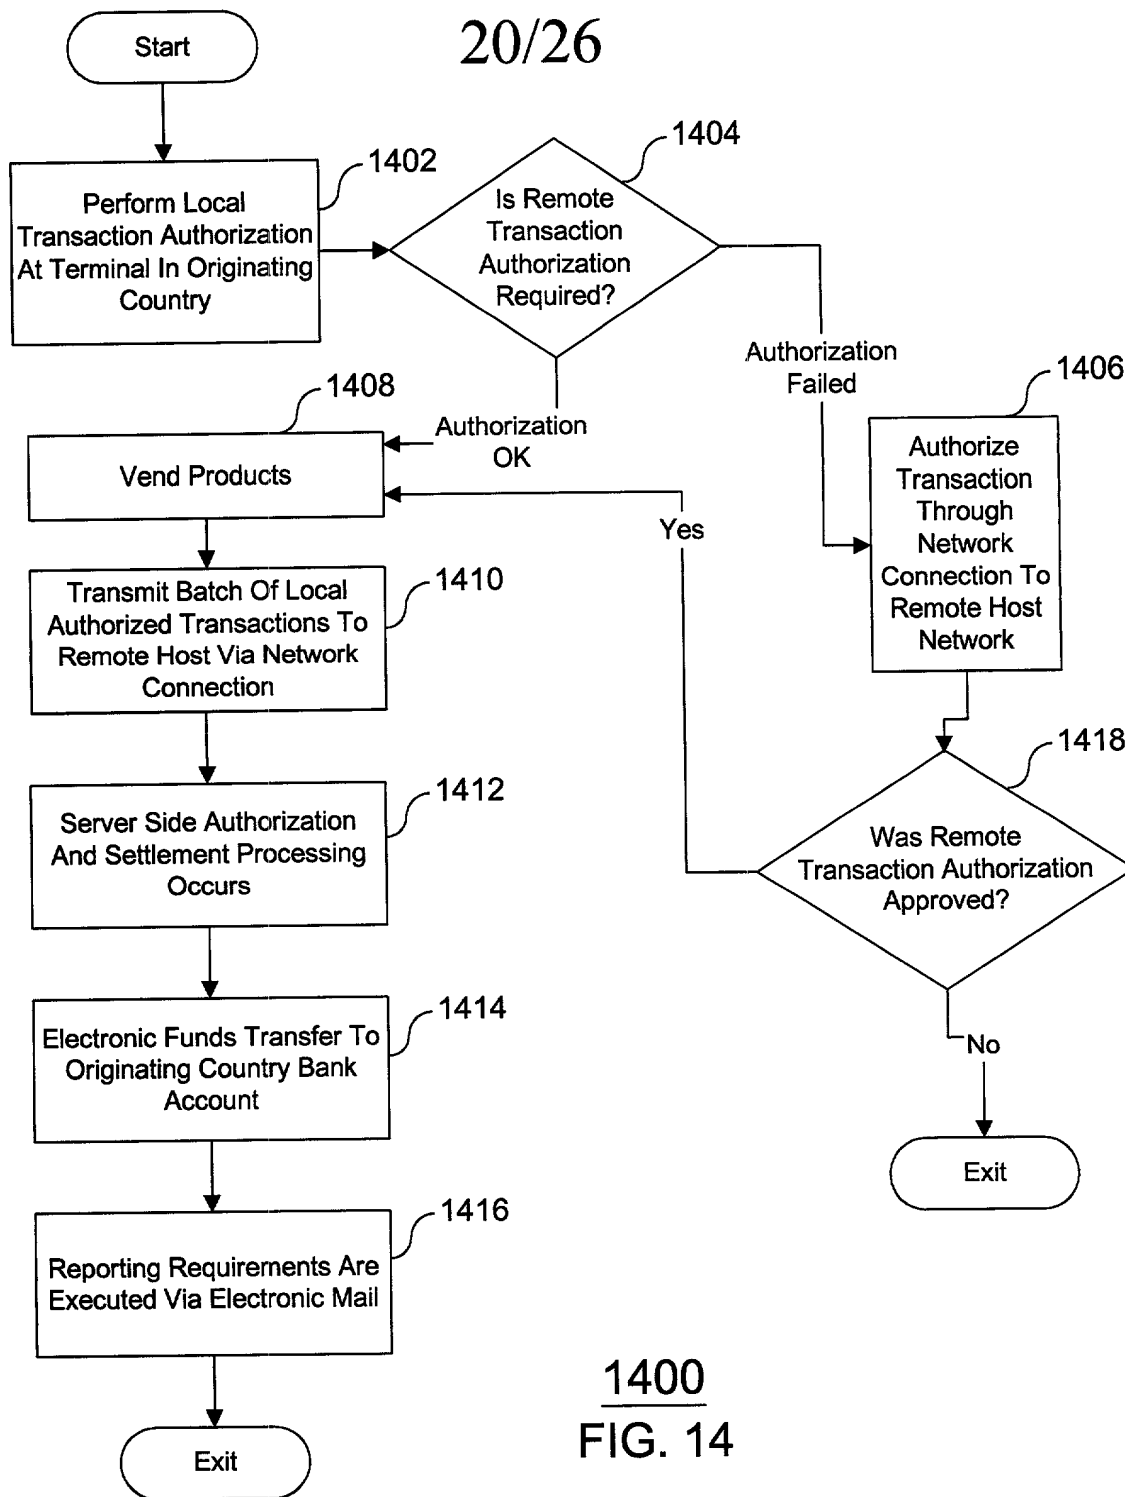 Start
20/26
1402
Perform Local
Transaction Authorization
At Terminal In Originating
Country
1404
Is Remote
Transaction
Authorization
Required?
Authorization
Failed
Authorization
OK
1406
Authorize
Transaction
Through
Network
Connection To
Remote Host
Network
1408
Vend Products
Yes
1410
Transmit Batch Of Local
Authorized Transactions To
Remote Host Via Network
Connection
1418
Was Remote
Transaction Authorization
Approved?
No
Exit
1412
Server Side Authorization
And Settlement Processing
Occurs
1414
Electronic Funds Transfer To
Originating Country Bank
Account
1416
Reporting Requirements Are
Executed Via Electronic Mail
Exit
1400
FIG. 14